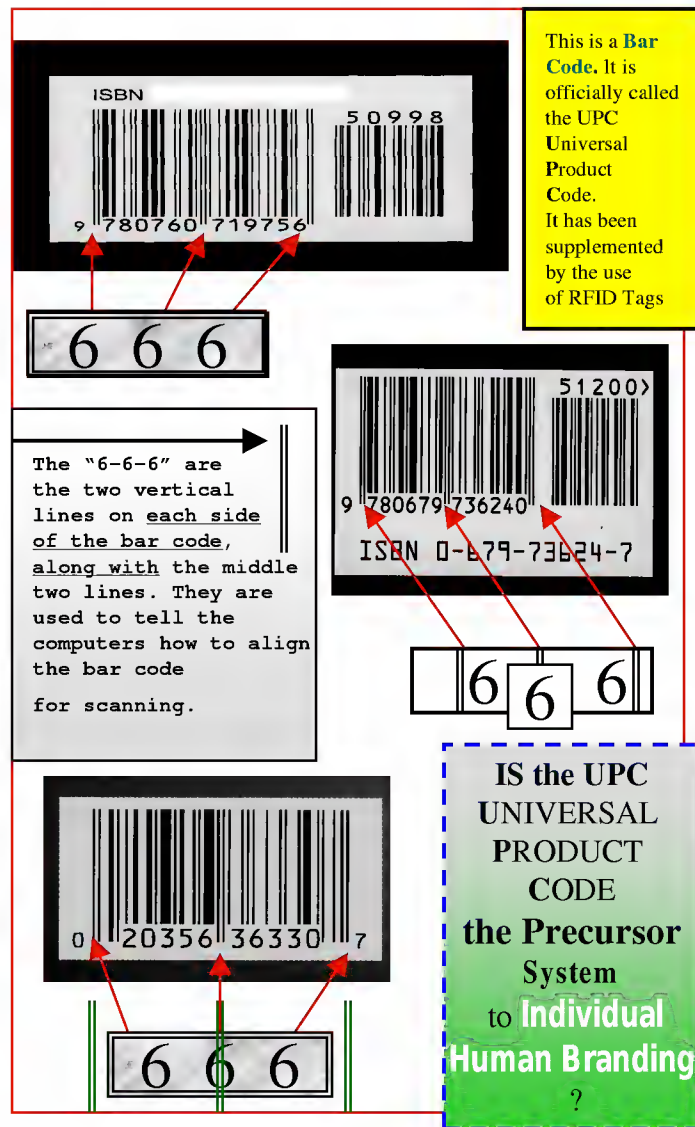 This is a Bar
Code. It is
officially called
the UPC
Universal
Product
Code.
It has been
supplemented
by the use
of RFID Tags
ISBN
50998
9 780760 719756
6 6 6
51200>
9 780679 736240
ISBN 0-679-73624-7
The "6-6-6" are
the two vertical
lines on each side
of the bar code,
along with the middle
two lines. They are
used to tell the
computers how to align
the bar code
for scanning.
6 6 6
0 20356 36330 7
6 6 6
IS the UPC
UNIVERSAL
PRODUCT
CODE
the Precursor
System
to Individual
Human Branding
?